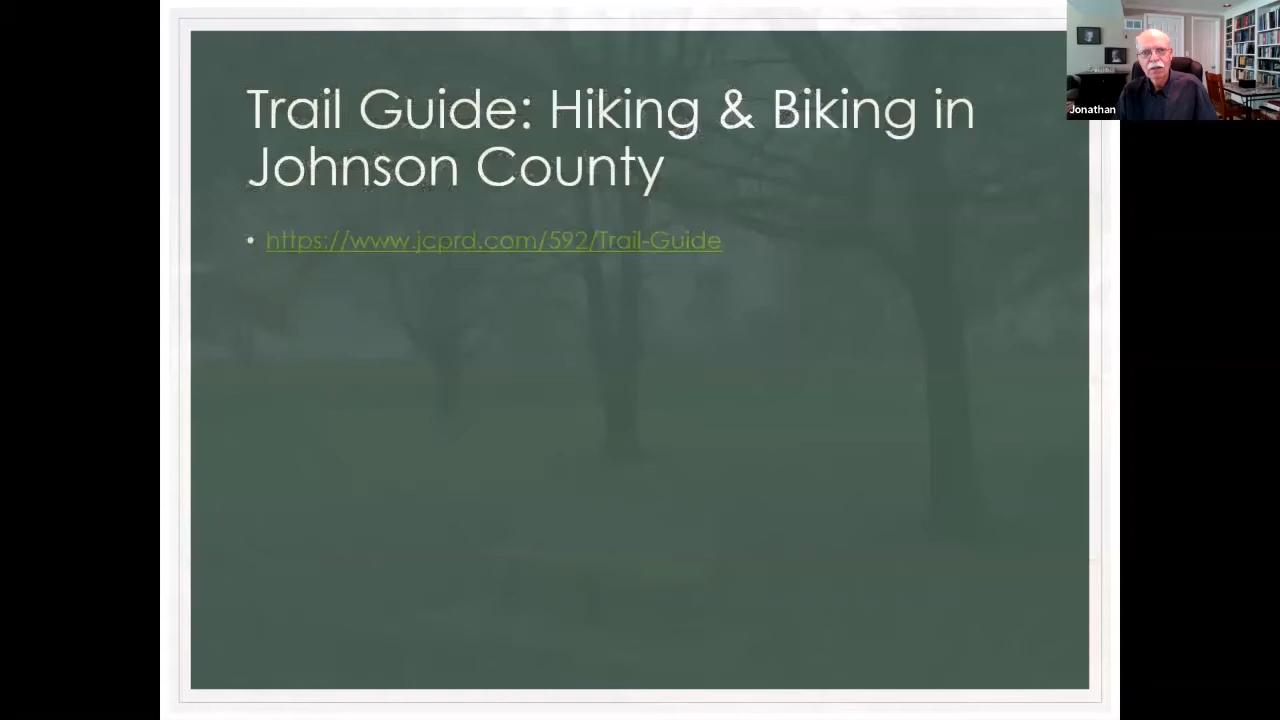 Trail Guide: Hiking & Biking in
Johnson County
• https://www.jcprd.com/592/Trail-Guide
Jonathan